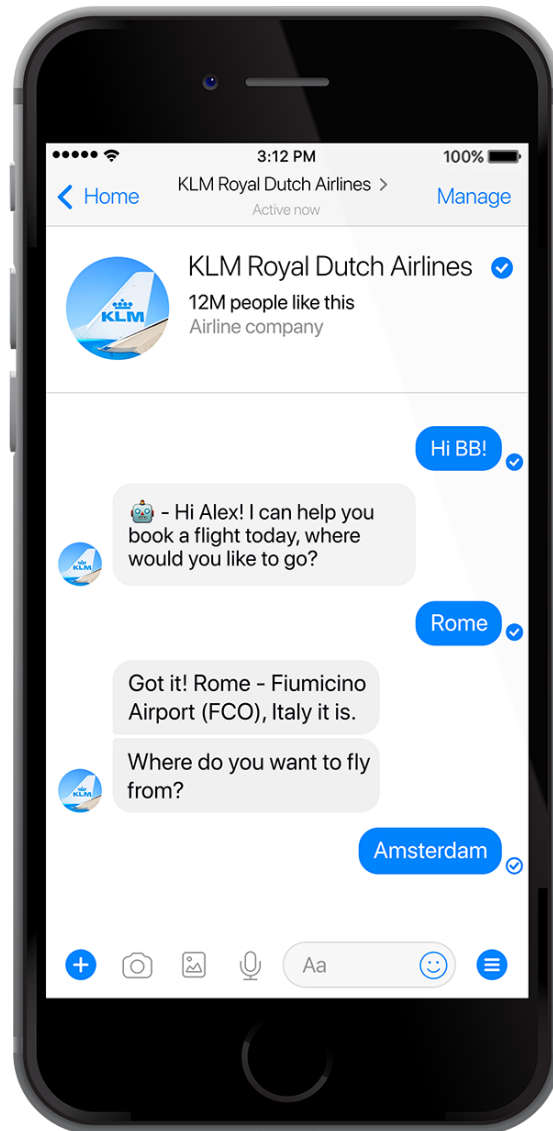 3:12 PM
100%
Home
KLM Royal Dutch Airlines >
Manage
Active now
KLM
KLM Royal Dutch Airlines
12M people like this
Airline company
Hi BB!
🤖 - Hi Alex! I can help you
book a flight today, where
would you like to go?
KLM
Rome
Got it! Rome - Fiumicino
Airport (FCO), Italy it is.
Where do you want to fly
from?
KLM
Amsterdam
Aa